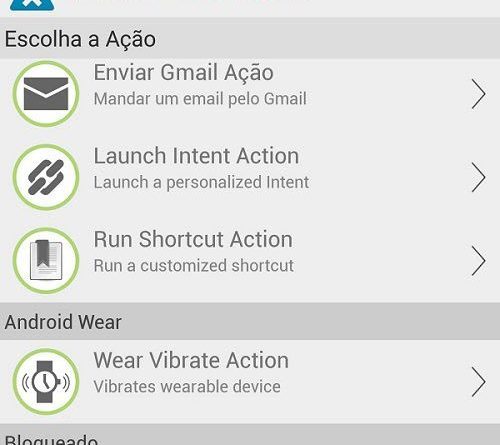 Escolha a Ação
Enviar Gmail Ação
Mandar um email pelo Gmail
Launch Intent Action
Launch a personalized Intent
Run Shortcut Action
Run a customized shortcut
Android Wear
Wear Vibrate Action
Vibrates wearable device
Bloqueado